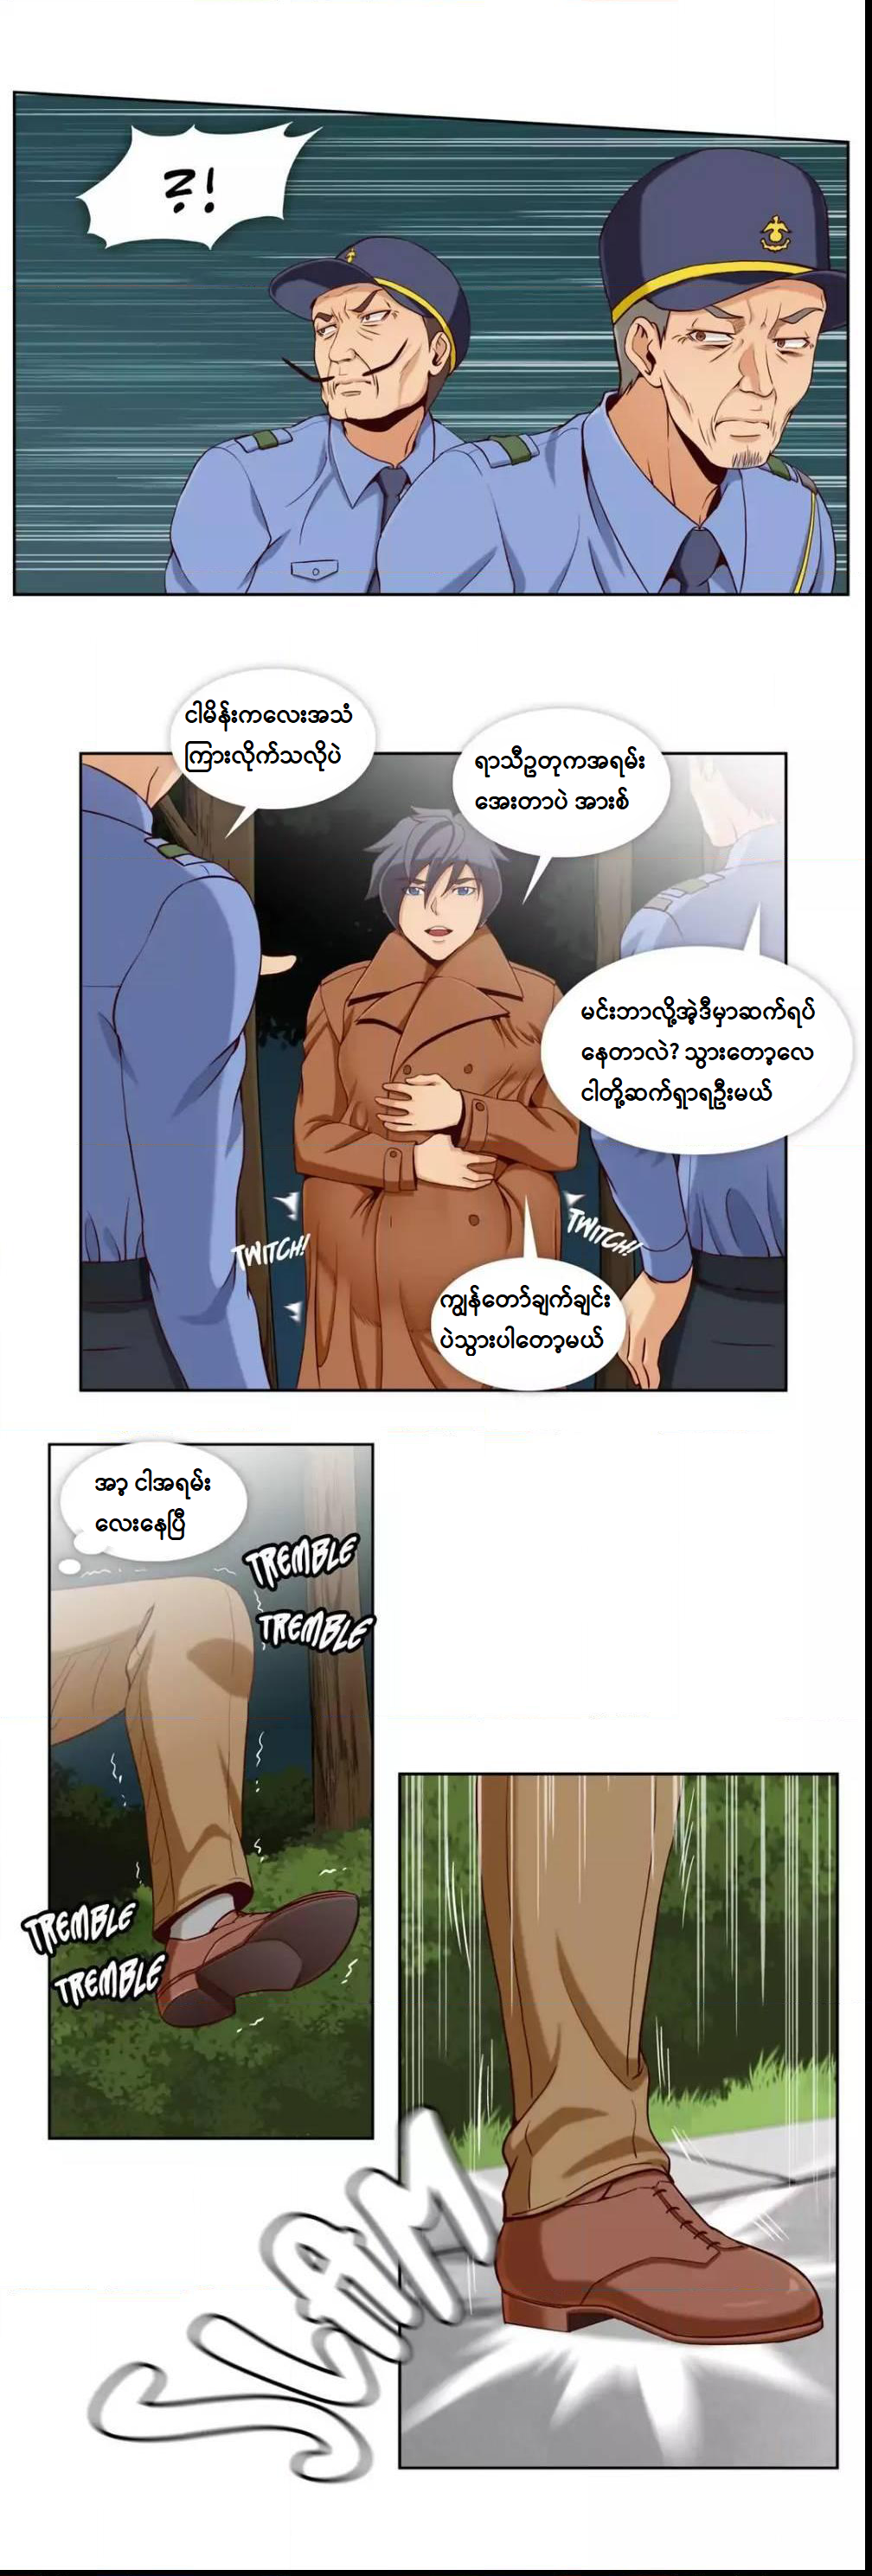 ?!
ငါမိန်းကလေးအသံ
ကြားလိုက်သလိုပဲ
ရာသီဥတုကအရမ်း
အေးတာပဲ အားစ်
မင်းဘာလို့အဲ့ဒီမှာဆက်ရပ်
နေတာလဲ? သွားတော့လေ
ငါတို့ဆက်ရှာရဦးမယ်
TWITCH!
TWITCH!
ကျွန်တော်ချက်ချင်း
ပဲသွားပါတော့မယ်
အာ့ ငါအရမ်း
လေးနေပြီ
TREMBLE
TREMBLE
TREMBLE
TREMBLE
SLAM